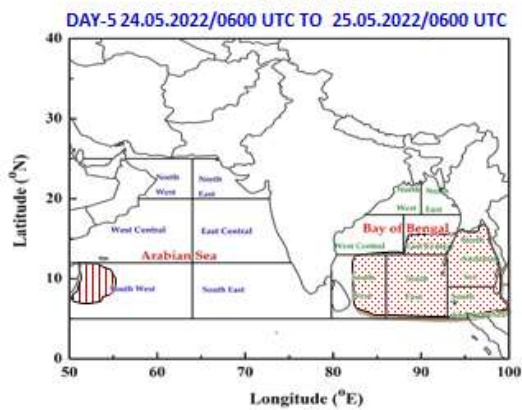 DAY-5 24.05.2022/0600 UTC TO 25.05.2022/0600 UTC
40
30
20
10
0
50
60
70
80
90
100
Latitude (°N)
Longitude (°E)
North West
North East
West Central
East Central
Arabian Sea
South West
South East
North West
North East
Bay of Bengal
West Central